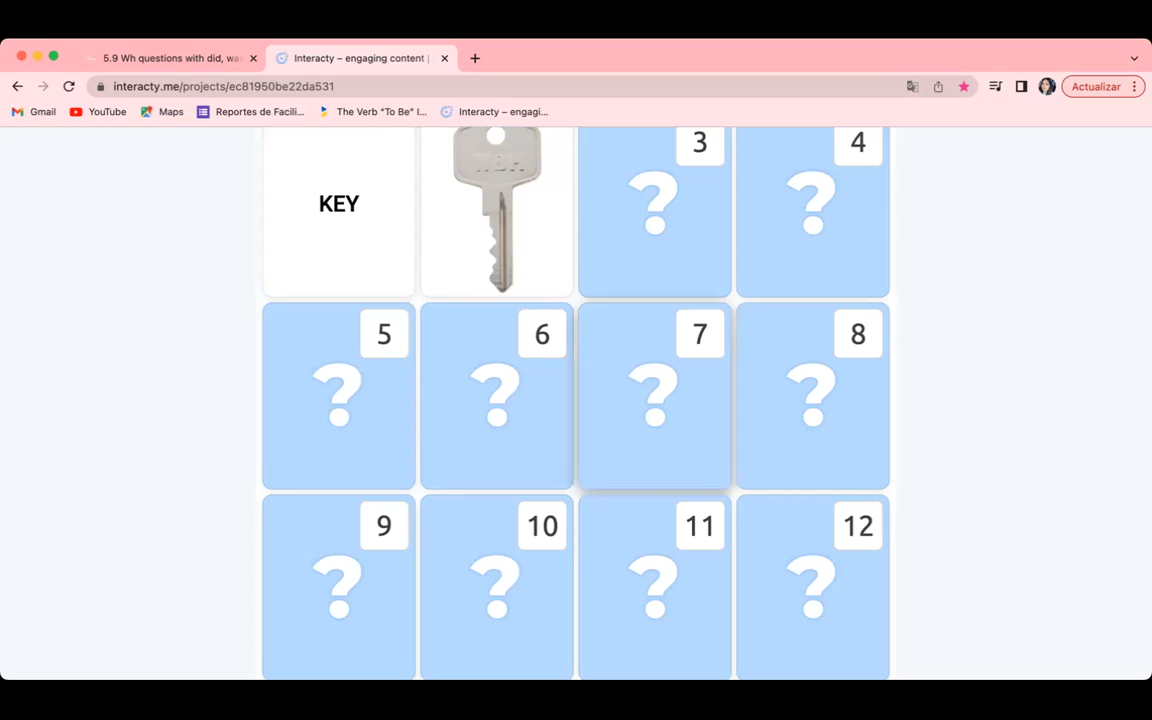 5.9 Wh questions with did, wa
Interacty – engaging content |
interacty.me/projects/ec81950be22da531
Actualizar
Gmail
YouTube
Maps
Reportes de Facili...
The Verb "To Be" I...
Interacty – engagi...
KEY
3
4
?
?
5
6
7
8
?
?
?
?
9
10
11
12
?
?
?
?